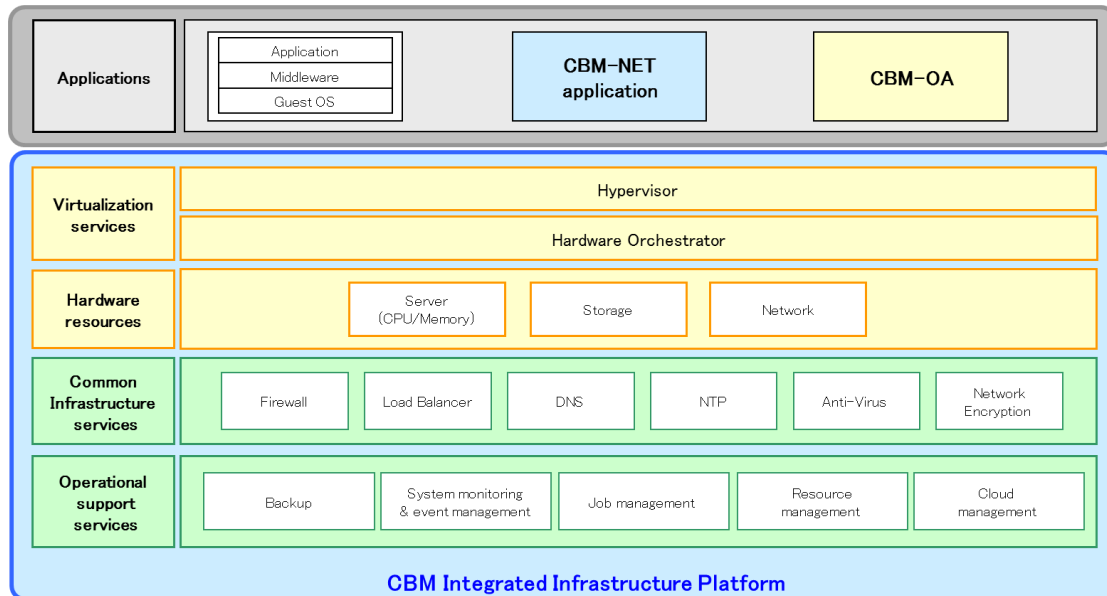 Applications
Application
Middleware
Guest OS
CBM-NET
application
CBM-OA
Virtualization
services
Hypervisor
Hardware Orchestrator
Hardware
resources
Server
(CPU/Memory)
Storage
Network
Common
Infrastructure
services
Firewall
Load Balancer
DNS
NTP
Anti-Virus
Network
Encryption
Operational
support
services
Backup
System monitoring
& event management
Job management
Resource
management
Cloud
management
CBM Integrated Infrastructure Platform